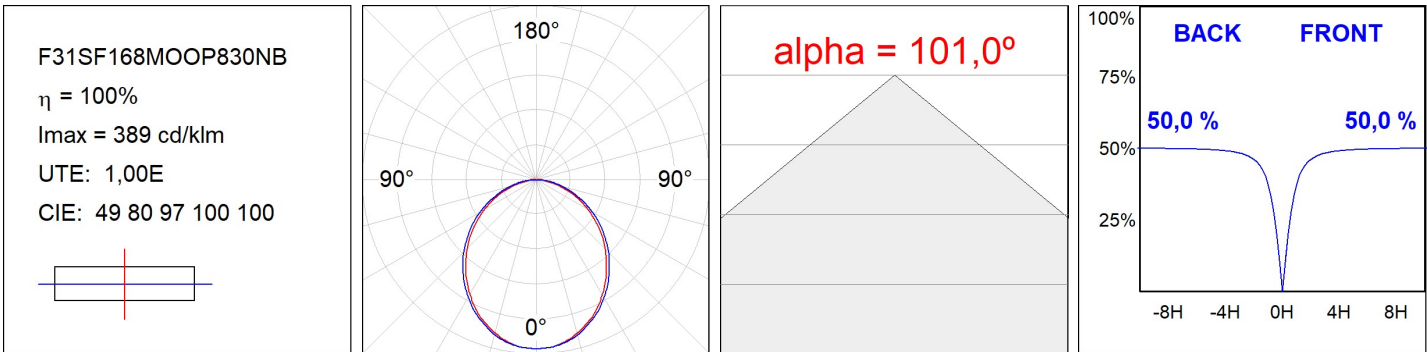 F31SF168MOOP830NB
η = 100%
Imax = 389 cd/klm
UTE: 1,00E
CIE: 49 80 97 100 100
180°
90° 90°
0°
alpha = 101,0º
100%
BACK FRONT
75%
50,0 % 50,0 %
50%
25%
-8H -4H 0H 4H 8H